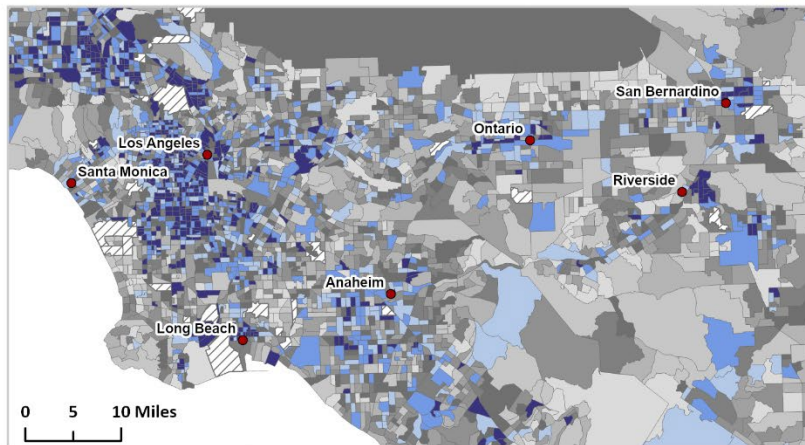 San Bernardino
Ontario
Los Angeles
Santa Monica
Riverside
Anaheim
Long Beach
0 5 10 Miles